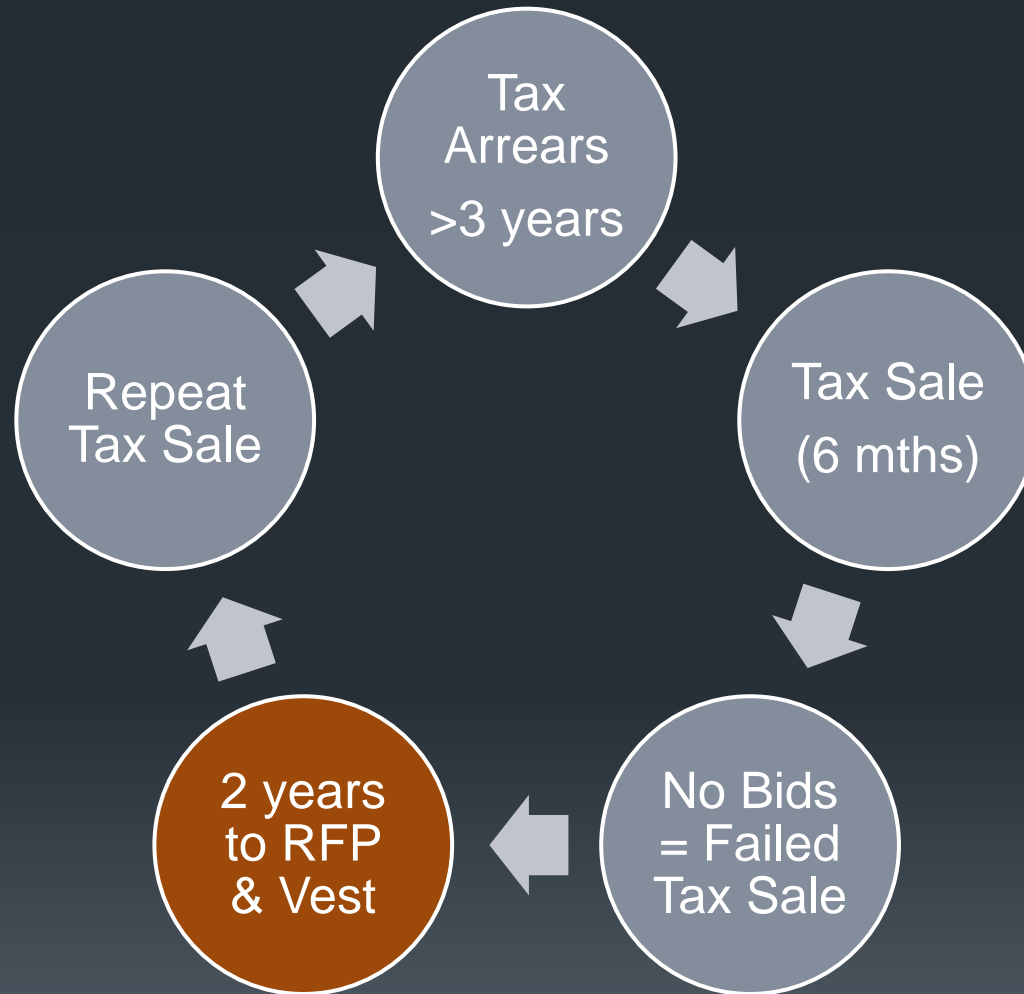 Tax
Arrears
>3 years
Tax Sale
(6 mths)
No Bids
= Failed
Tax Sale
2 years
to RFP
& Vest
Repeat
Tax Sale